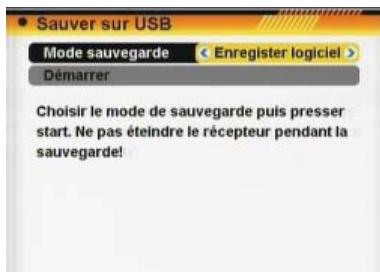 Sauver sur USB
Mode sauvegarde Enregister logiciel
Démarrer
Choisir le mode de sauvegarde puis presser
start. Ne pas éteindre le récepteur pendant la
sauvegarde!